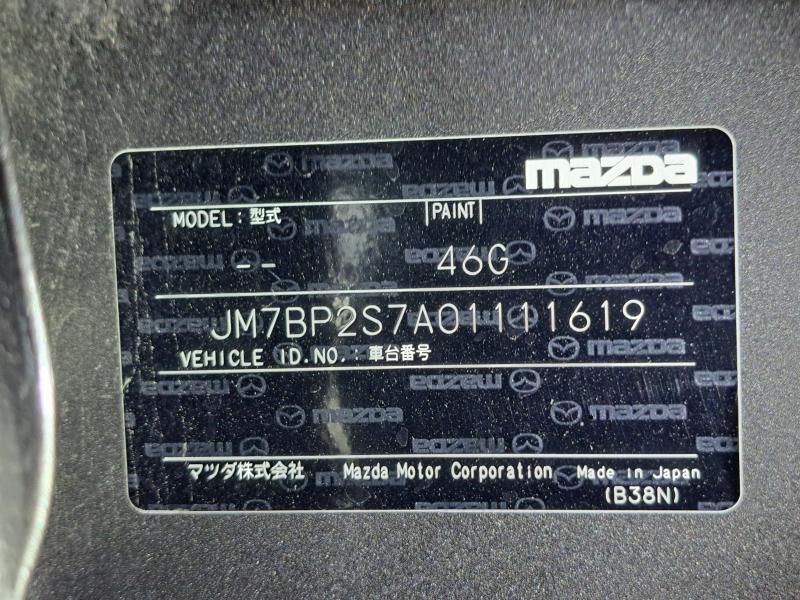 mazda
MODEL : 型式 PAINT
-- 46G
JM7BP2S7A01111619
VEHICLE ID.NO. : 車台番号
マツダ株式会社 Mazda Motor Corporation Made in Japan
(B38N)